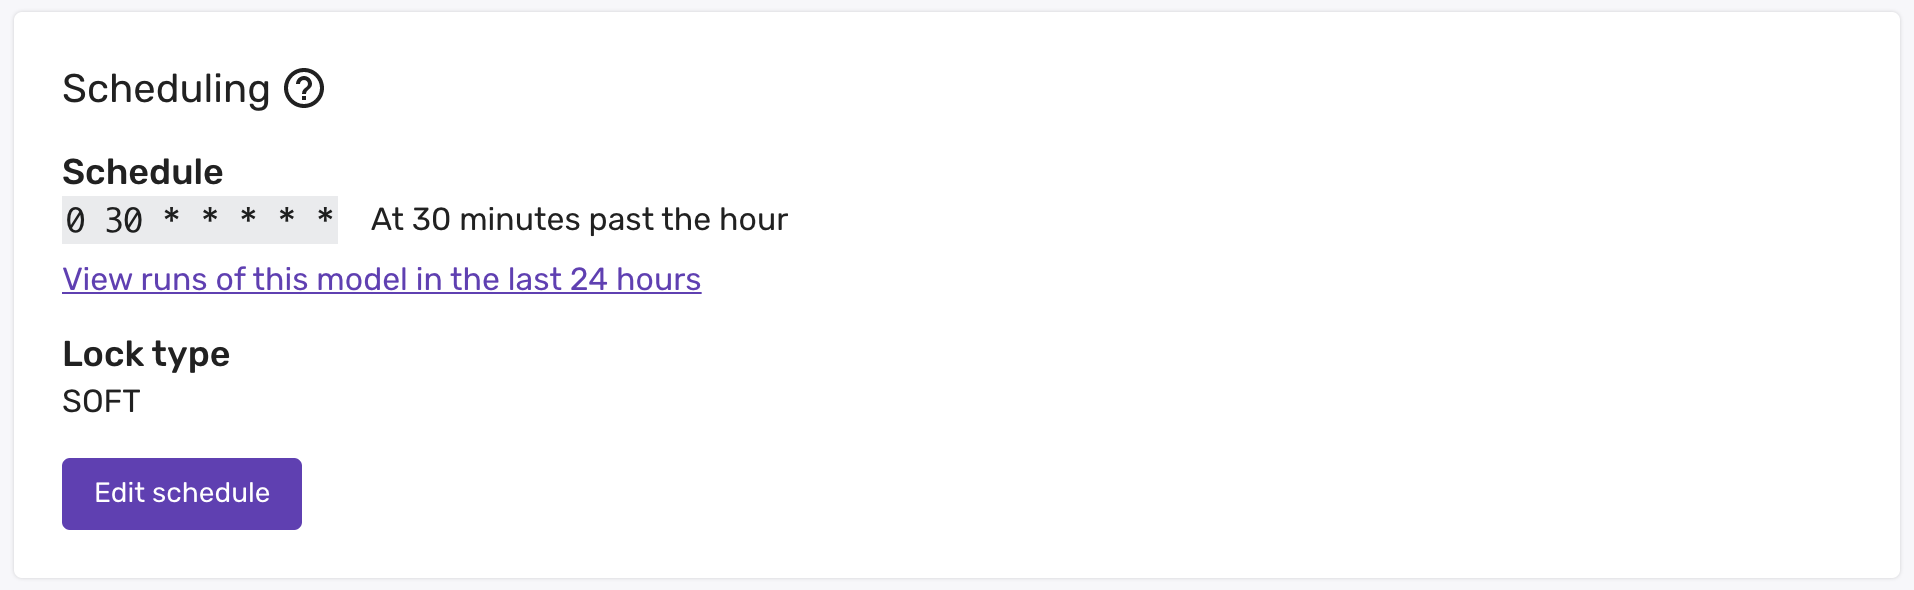 Scheduling
Schedule
0 30 * * * * * At 30 minutes past the hour
View runs of this model in the last 24 hours
Lock type
SOFT
Edit schedule